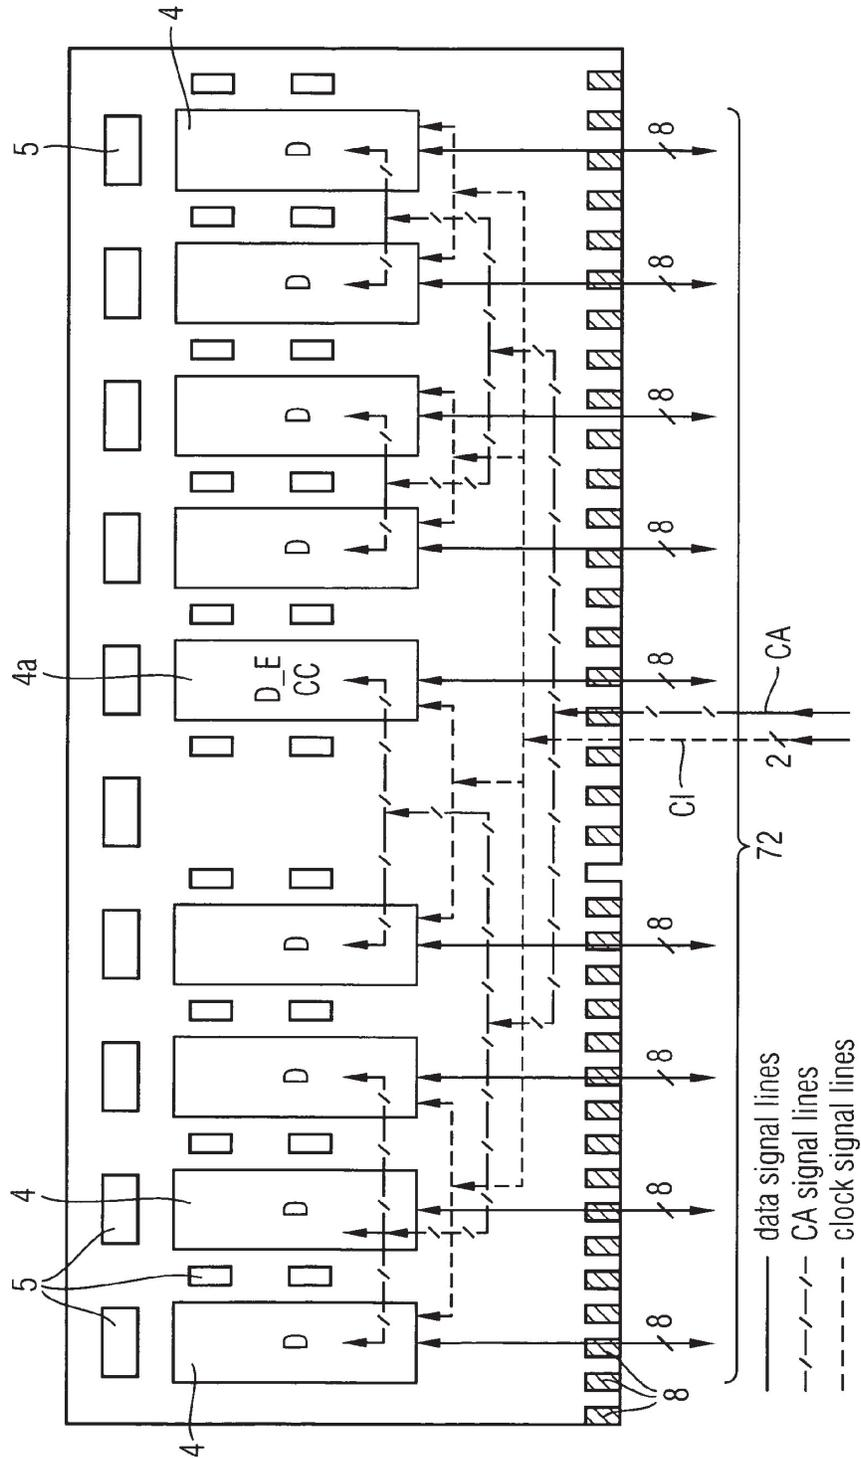 5 4 4a 5
4 4
D D D D D_E D D D D
CC
8 8 8 8 8 8 8 8 8
8
CI
72
2
CA
data signal lines
CA signal lines
clock signal lines